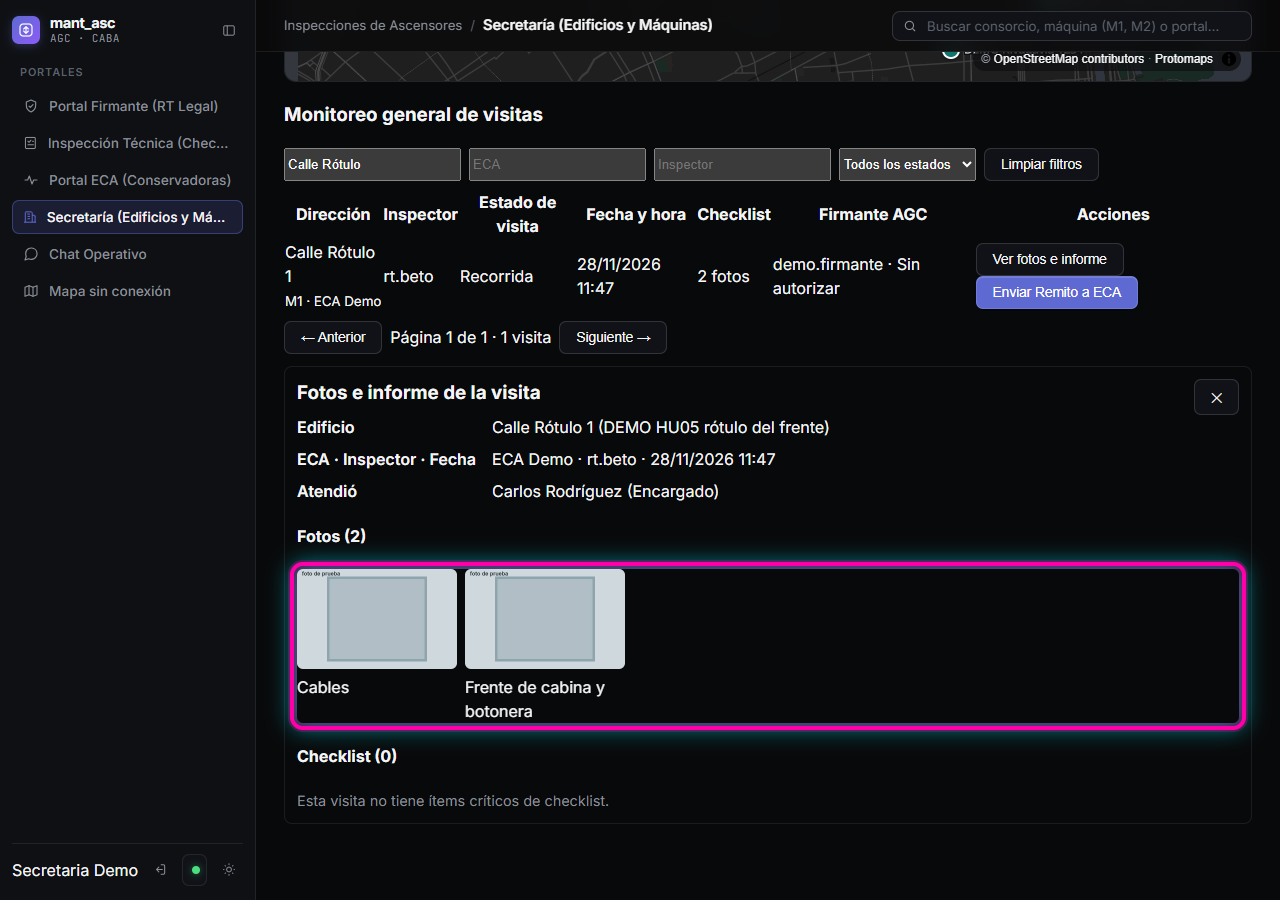 mant_asc
AGC · CABA
Inspecciones de Ascensores / Secretaría (Edificios y Máquinas)
Buscar consorcio, máquina (M1, M2) o portal...
PORTALES
Portal Firmante (RT Legal)
Inspección Técnica (Chec...
Portal ECA (Conservadoras)
Secretaría (Edificios y Má...
Chat Operativo
Mapa sin conexión
Secretaria Demo
© OpenStreetMap contributors · Protomaps
Monitoreo general de visitas
Calle Rótulo
ECA
Inspector
Todos los estados
Limpiar filtros
Dirección Inspector Estado de visita Fecha y hora Checklist Firmante AGC Acciones
Calle Rótulo 1
M1 · ECA Demo
rt.beto
Recorrida
28/11/2026 11:47
2 fotos
demo.firmante · Sin autorizar
Ver fotos e informe
Enviar Remito a ECA
← Anterior Página 1 de 1 · 1 visita Siguiente →
Fotos e informe de la visita
Edificio Calle Rótulo 1 (DEMO HU05 rótulo del frente)
ECA · Inspector · Fecha ECA Demo · rt.beto · 28/11/2026 11:47
Atendió Carlos Rodríguez (Encargado)
Fotos (2)
foto de prueba
foto de prueba
Cables
Frente de cabina y botonera
Checklist (0)
Esta visita no tiene ítems críticos de checklist.